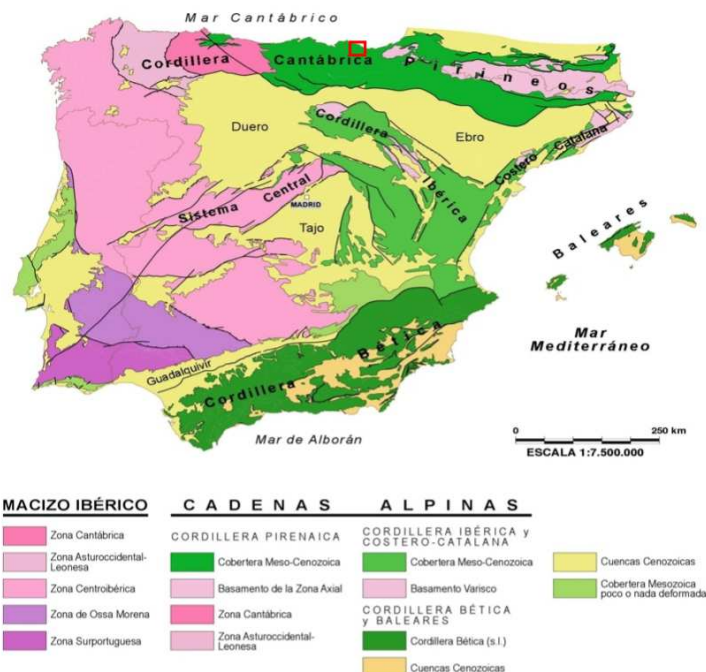 Mar Cantábrico
Cordillera
Cantábrica
Pirineos
Duero
Cordillera
Ibérica
Ebro
Costero
Catalana
Sistema
Central
MADRID
Tajo
Baleares
Mar
Mediterráneo
Guadalquivir
Cordillera
Bética
Mar de Alborán
0
250 km
ESCALA 1:7.500.000
MACIZO IBÉRICO
Zona Cantábrica
Zona Asturoccidental-
Leonesa
Zona Centroibérica
Zona de Ossa Morena
Zona Surportuguesa
CADENAS ALPINAS
CORDILLERA PIRENAICA
Cobertera Meso-Cenozoica
Basamento de la Zona Axial
Zona Cantábrica
Zona Asturoccidental-
Leonesa
CORDILLERA IBÉRICA y
COSTERO-CATALANA
Cobertera Meso-Cenozoica
Basamento Varisco
CORDILLERA BÉTICA
y BALEARES
Cordillera Bética (s.l.)
Cuencas Cenozoicas
Cuencas Cenozoicas
Cobertera Mesozoica
poco o nada deformada